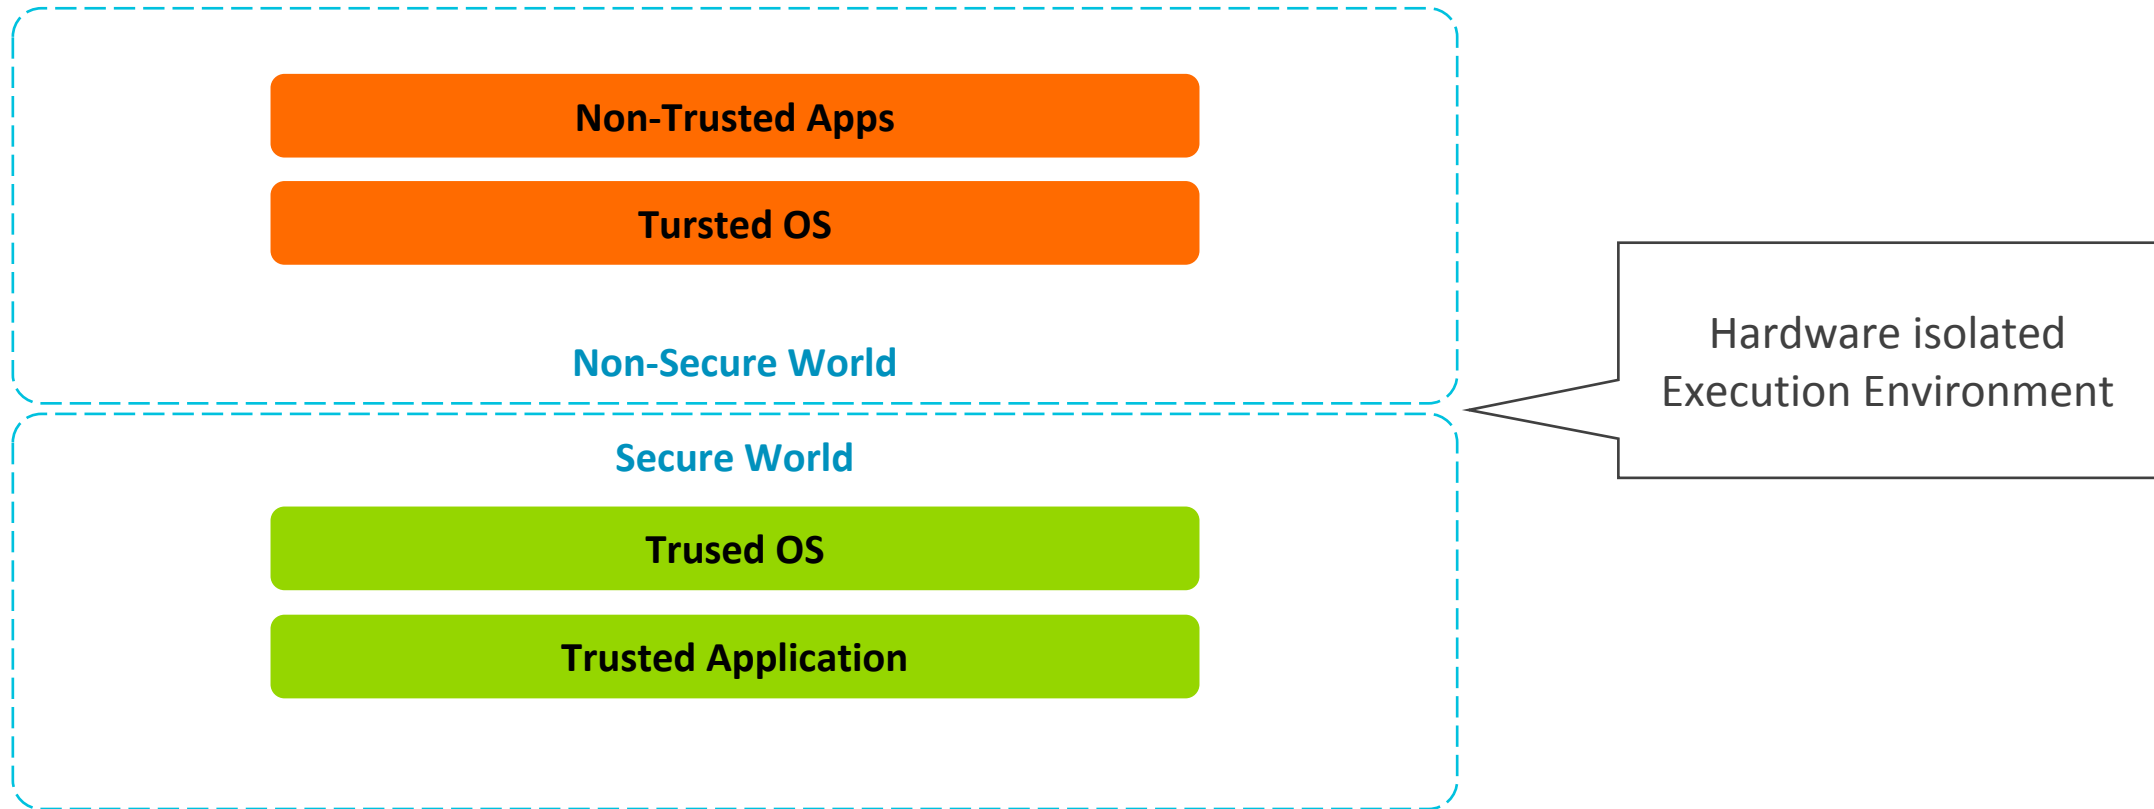 Non-Trusted Apps
Tursted OS
Non-Secure World
Hardware isolated
Execution Environment
Secure World
Trused OS
Trusted Application